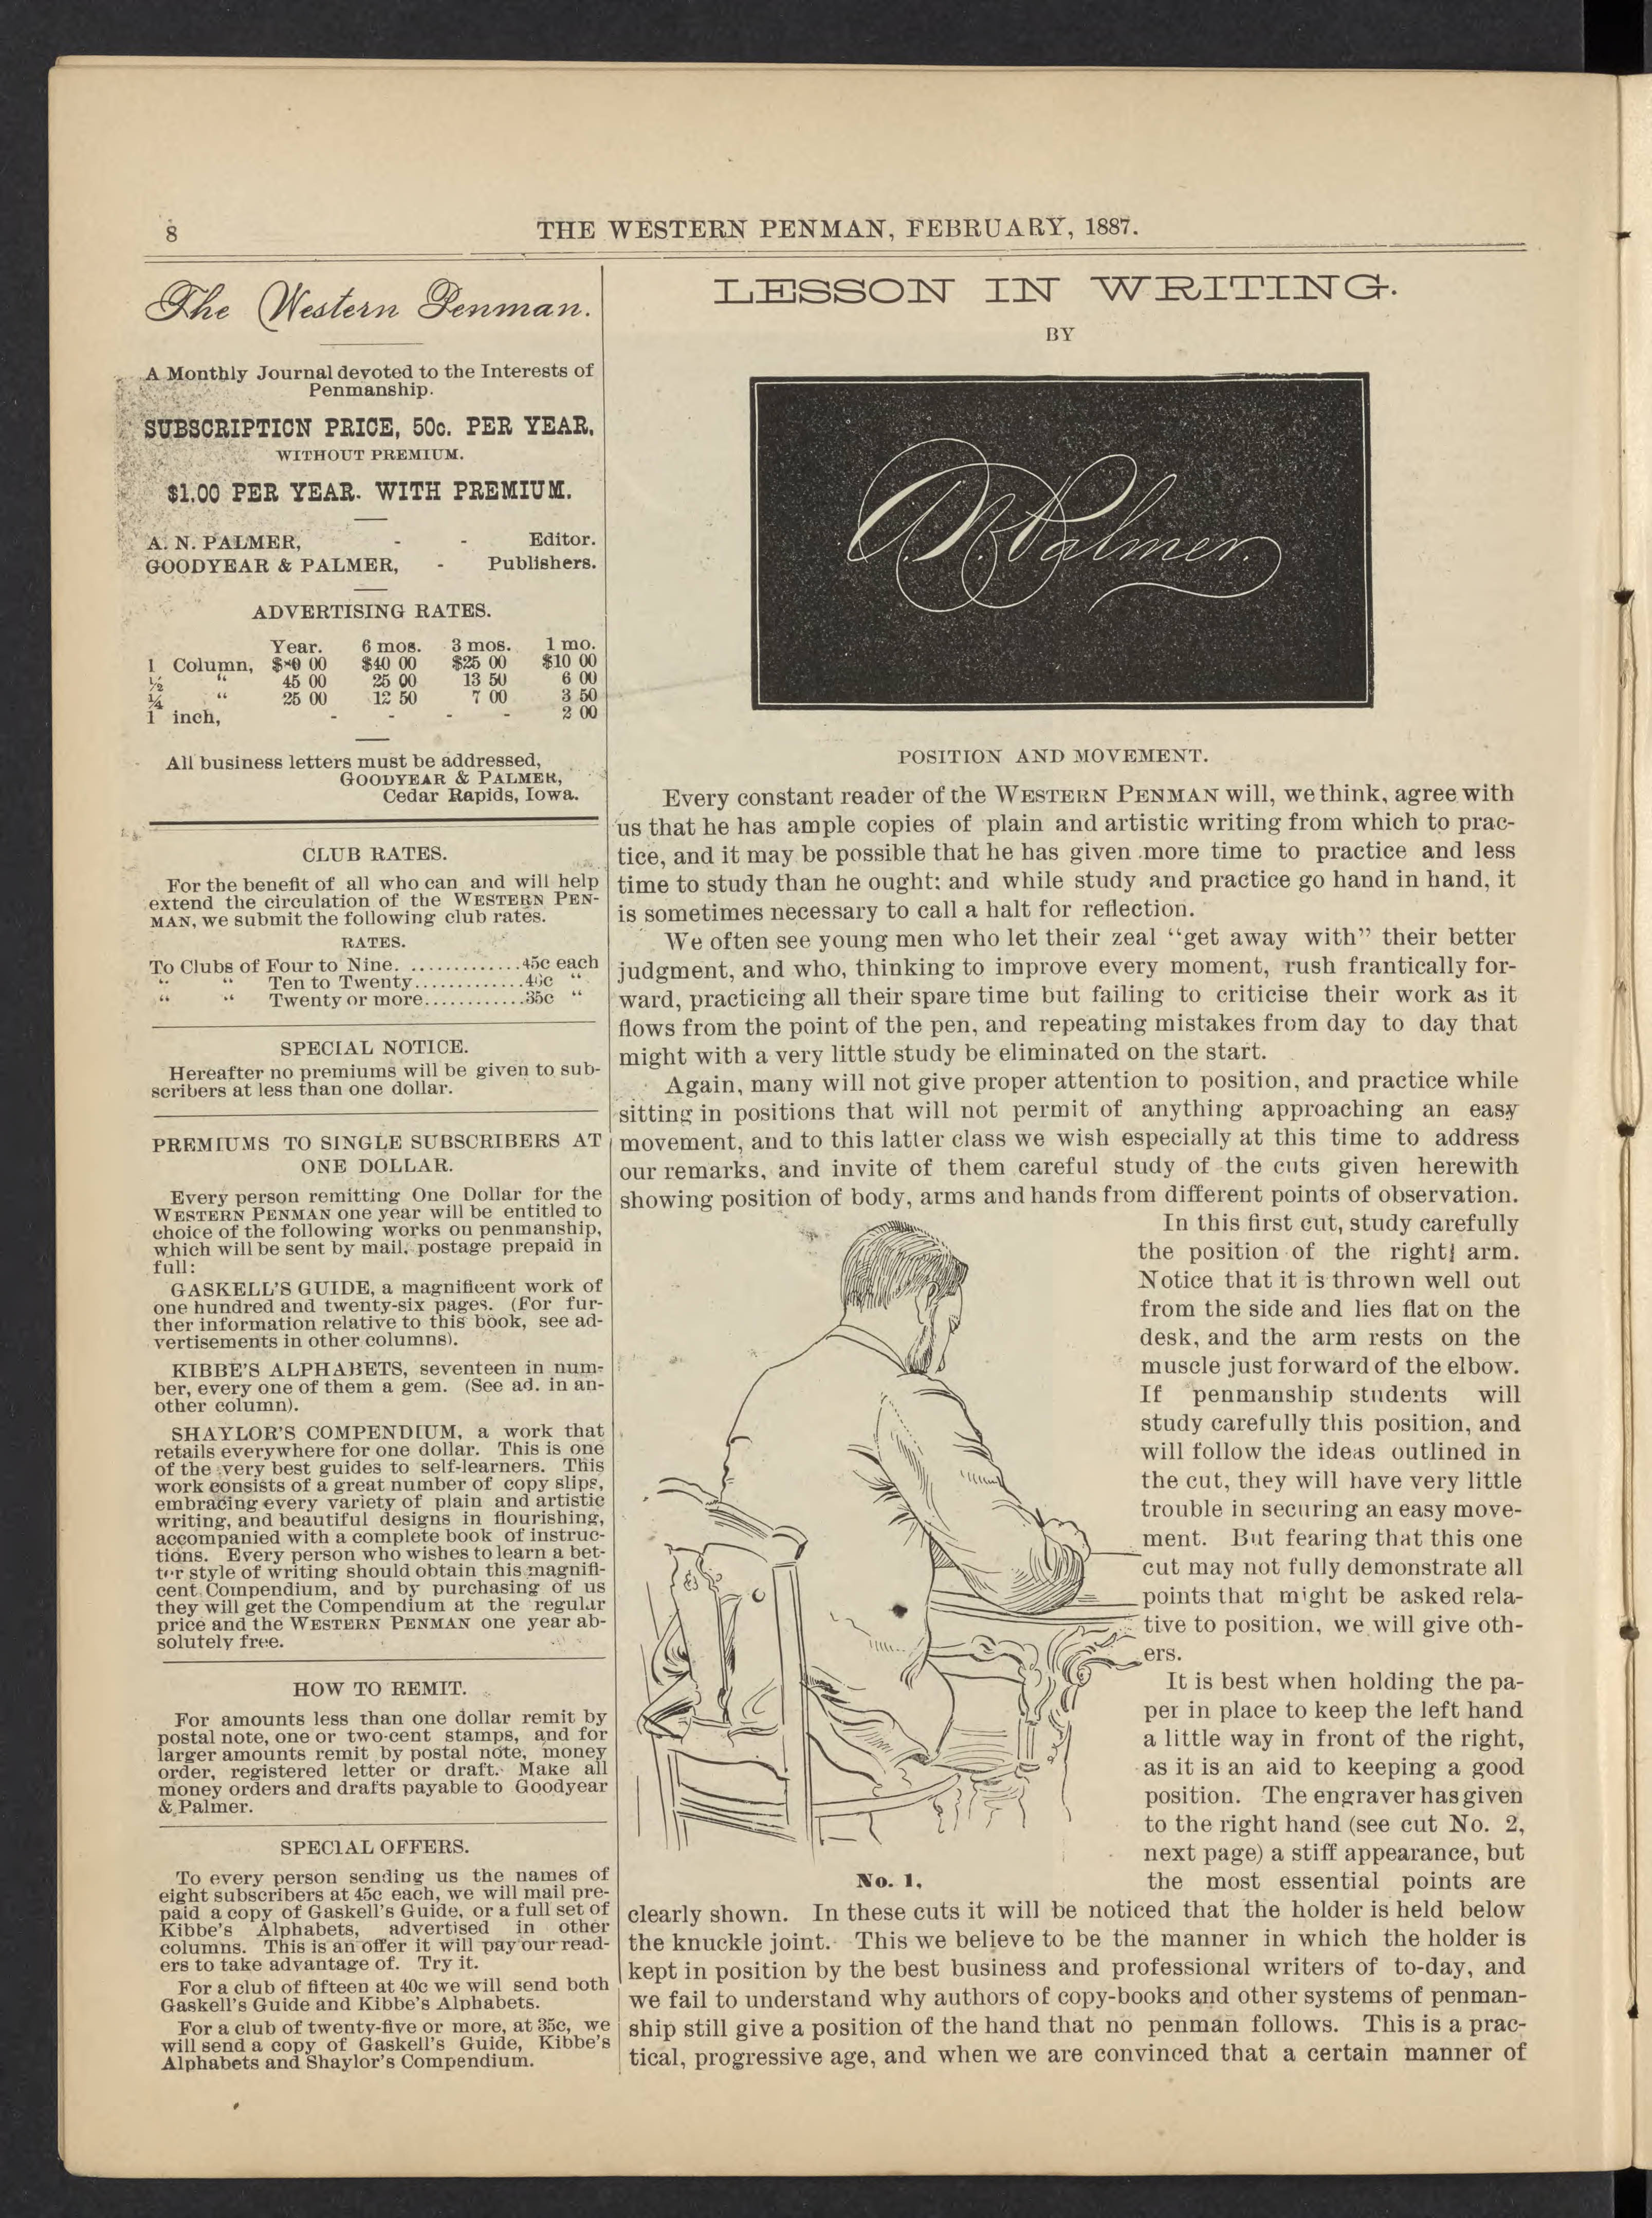 8
THE WESTERN PENMAN, FEBRUARY, 1887.
The Western Penman.
A Monthly Journal devoted to the Interests of
Penmanship.
SUBSCRIPTION PRICE, 50c. PER YEAR,
WITHOUT PREMIUM.
$1.00 PER YEAR. WITH PREMIUM.
A. N. PALMER, - - Editor.
GOODYEAR & PALMER, - Publishers.
ADVERTISING RATES.
Year. 6 mos. 3 mos. 1 mo.
1 Column, $40 00 $25 00 $10 00
½ “ 45 00 25 00 13 50 6 00
¼ “ 25 00 12 50 7 00 3 50
1 inch, - - - - 2 00
All business letters must be addressed,
GOODYEAR & PALMER,
Cedar Rapids, Iowa.
CLUB RATES.
For the benefit of all who can and will help
extend the circulation of the WESTERN PEN-
MAN, we submit the following club rates.
RATES.
To Clubs of Four to Nine. .............45c each
“ “ Ten to Twenty.............40c “
“ “ Twenty or more............35c “
SPECIAL NOTICE.
Hereafter no premiums will be given to sub-
scribers at less than one dollar.
PREMIUMS TO SINGLE SUBSCRIBERS AT
ONE DOLLAR.
Every person remitting One Dollar for the
WESTERN PENMAN one year will be entitled to
choice of the following works on penmanship,
which will be sent by mail, postage prepaid in
full:
GASKELL'S GUIDE, a magnificent work of
one hundred and twenty-six pages. (For fur-
ther information relative to this book, see ad-
vertisements in other columns).
KIBBE'S ALPHABETS, seventeen in num-
ber, every one of them a gem. (See ad. in an-
other column).
SHAYLOR'S COMPENDIUM, a work that
retails everywhere for one dollar. This is one
of the very best guides to self-learners. This
work consists of a great number of copy slips,
embracing every variety of plain and artistic
writing, and beautiful designs in flourishing,
accompanied with a complete book of instruc-
tions. Every person who wishes to learn a bet-
ter style of writing should obtain this magnifi-
cent Compendium, and by purchasing of us
they will get the Compendium at the regular
price and the WESTERN PENMAN one year ab-
solutely free.
HOW TO REMIT.
For amounts less than one dollar remit by
postal note, one or two-cent stamps, and for
larger amounts remit by postal note, money
order, registered letter or draft. Make all
money orders and drafts payable to Goodyear
& Palmer.
SPECIAL OFFERS.
To every person sending us the names of
eight subscribers at 45c each, we will mail pre-
paid a copy of Gaskell's Guide, or a full set of
Kibbe's Alphabets, advertised in other
columns. This is an offer it will pay our read-
ers to take advantage of. Try it.
For a club of fifteen at 40c we will send both
Gaskell's Guide and Kibbe's Alphabets.
For a club of twenty-five or more, at 35c, we
will send a copy of Gaskell's Guide, Kibbe's
Alphabets and Shaylor's Compendium.
LESSON IN WRITING.
BY
Palmer.
POSITION AND MOVEMENT.
Every constant reader of the WESTERN PENMAN will, we think, agree with
us that he has ample copies of plain and artistic writing from which to prac-
tice, and it may be possible that he has given more time to practice and less
time to study than he ought; and while study and practice go hand in hand, it
is sometimes necessary to call a halt for reflection.
We often see young men who let their zeal “get away with” their better
judgment, and who, thinking to improve every moment, rush frantically for-
ward, practicing all their spare time but failing to criticise their work as it
flows from the point of the pen, and repeating mistakes from day to day that
might with a very little study be eliminated on the start.
Again, many will not give proper attention to position, and practice while
sitting in positions that will not permit of anything approaching an easy
movement, and to this latter class we wish especially at this time to address
our remarks, and invite of them careful study of the cuts given herewith
showing position of body, arms and hands from different points of observation.
In this first cut, study carefully
the position of the right arm.
Notice that it is thrown well out
from the side and lies flat on the
desk, and the arm rests on the
muscle just forward of the elbow.
If penmanship students will
study carefully this position, and
will follow the ideas outlined in
the cut, they will have very little
trouble in securing an easy move-
ment. But fearing that this one
cut may not fully demonstrate all
points that might be asked rela-
tive to position, we will give oth-
ers.
It is best when holding the pa-
per in place to keep the left hand
a little way in front of the right,
as it is an aid to keeping a good
position. The engraver has given
to the right hand (see cut No. 2,
next page) a stiff appearance, but
the most essential points are
No. 1,
clearly shown. In these cuts it will be noticed that the holder is held below
the knuckle joint. This we believe to be the manner in which the holder is
kept in position by the best business and professional writers of to-day, and
we fail to understand why authors of copy-books and other systems of penman-
ship still give a position of the hand that no penman follows. This is a prac-
tical, progressive age, and when we are convinced that a certain manner of